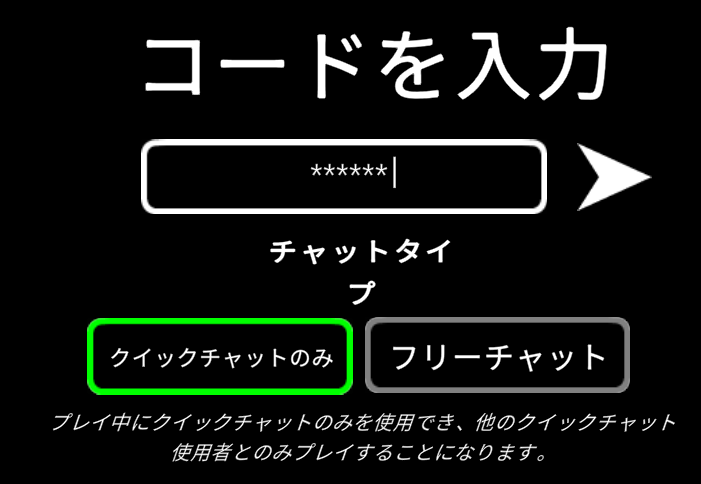 コードを入力
******
チャットタイ
プ
クイックチャットのみ
フリーチャット
プレイ中にクイックチャットのみを使用でき、他のクイックチャット
使用者とのみプレイすることになります。